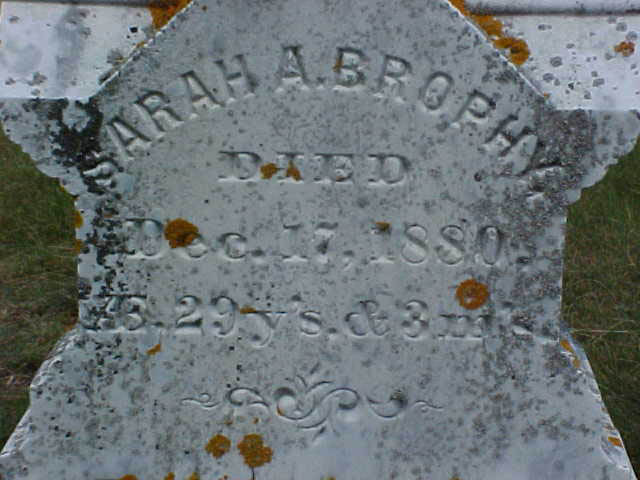 SARAH A. BROPHY.
DIED
Dec. 17, 1880.
Æ. 29 y's. & 3 m's.